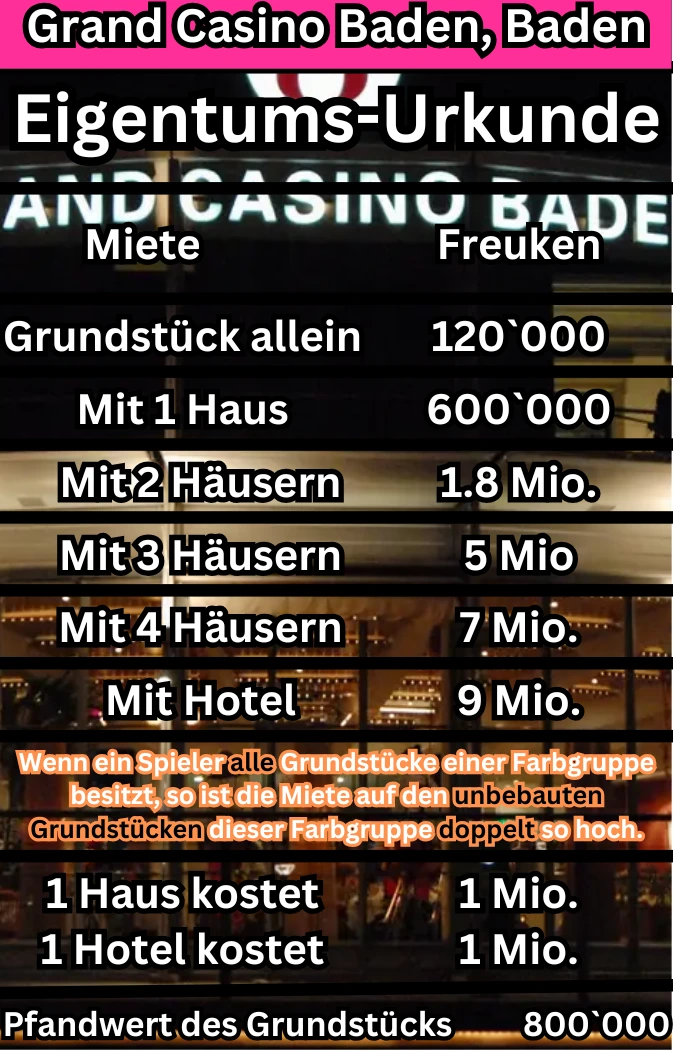 Grand Casino Baden, Baden
Eigentums-Urkunde
AND CASINO BADE
Miete Freuken
Grundstück allein 120`000
Mit 1 Haus 600`000
Mit 2 Häusern 1.8 Mio.
Mit 3 Häusern 5 Mio
Mit 4 Häusern 7 Mio.
Mit Hotel 9 Mio.
Wenn ein Spieler alle Grundstücke einer Farbgruppe
besitzt, so ist die Miete auf den unbebauten
Grundstücken dieser Farbgruppe doppelt so hoch.
1 Haus kostet 1 Mio.
1 Hotel kostet 1 Mio.
Pfandwert des Grundstücks 800`000